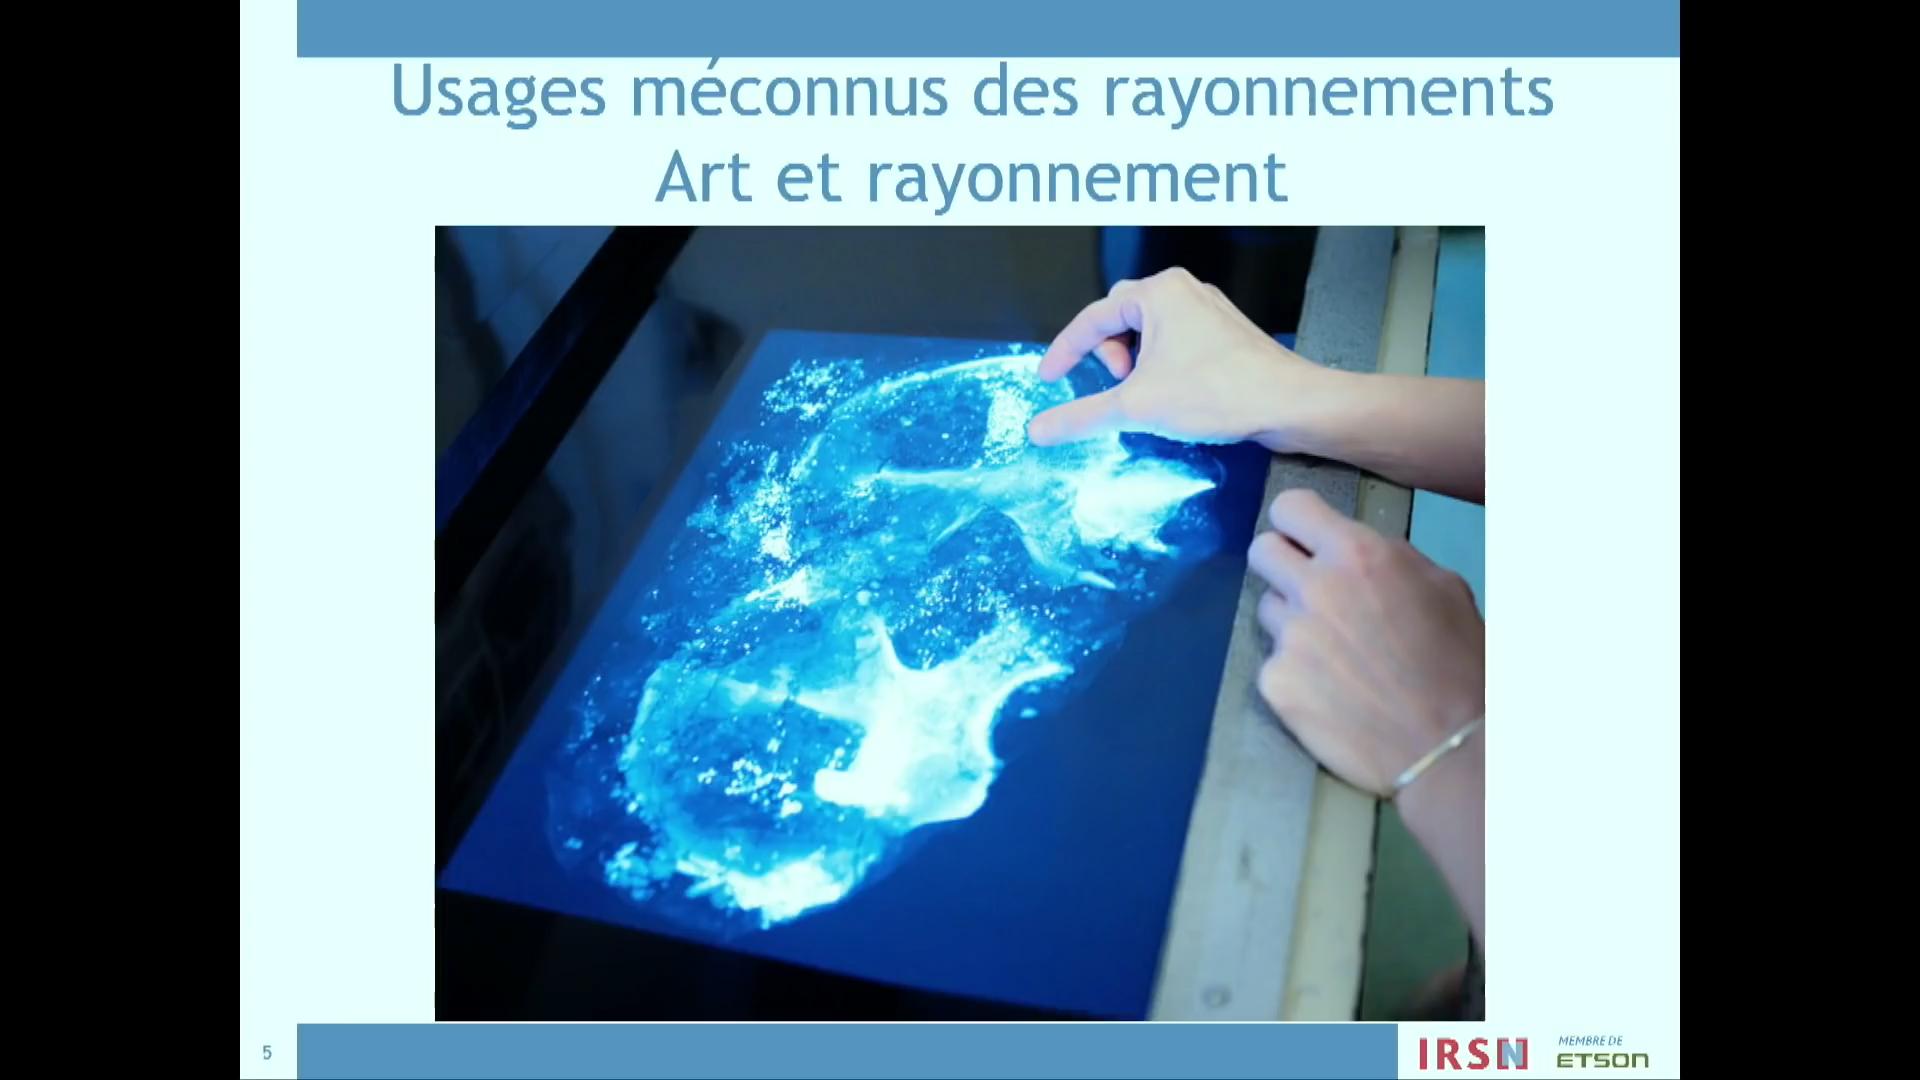 Usages méconnus des rayonnements
Art et rayonnement
5
IRSN
MEMBRE DE
ETSON